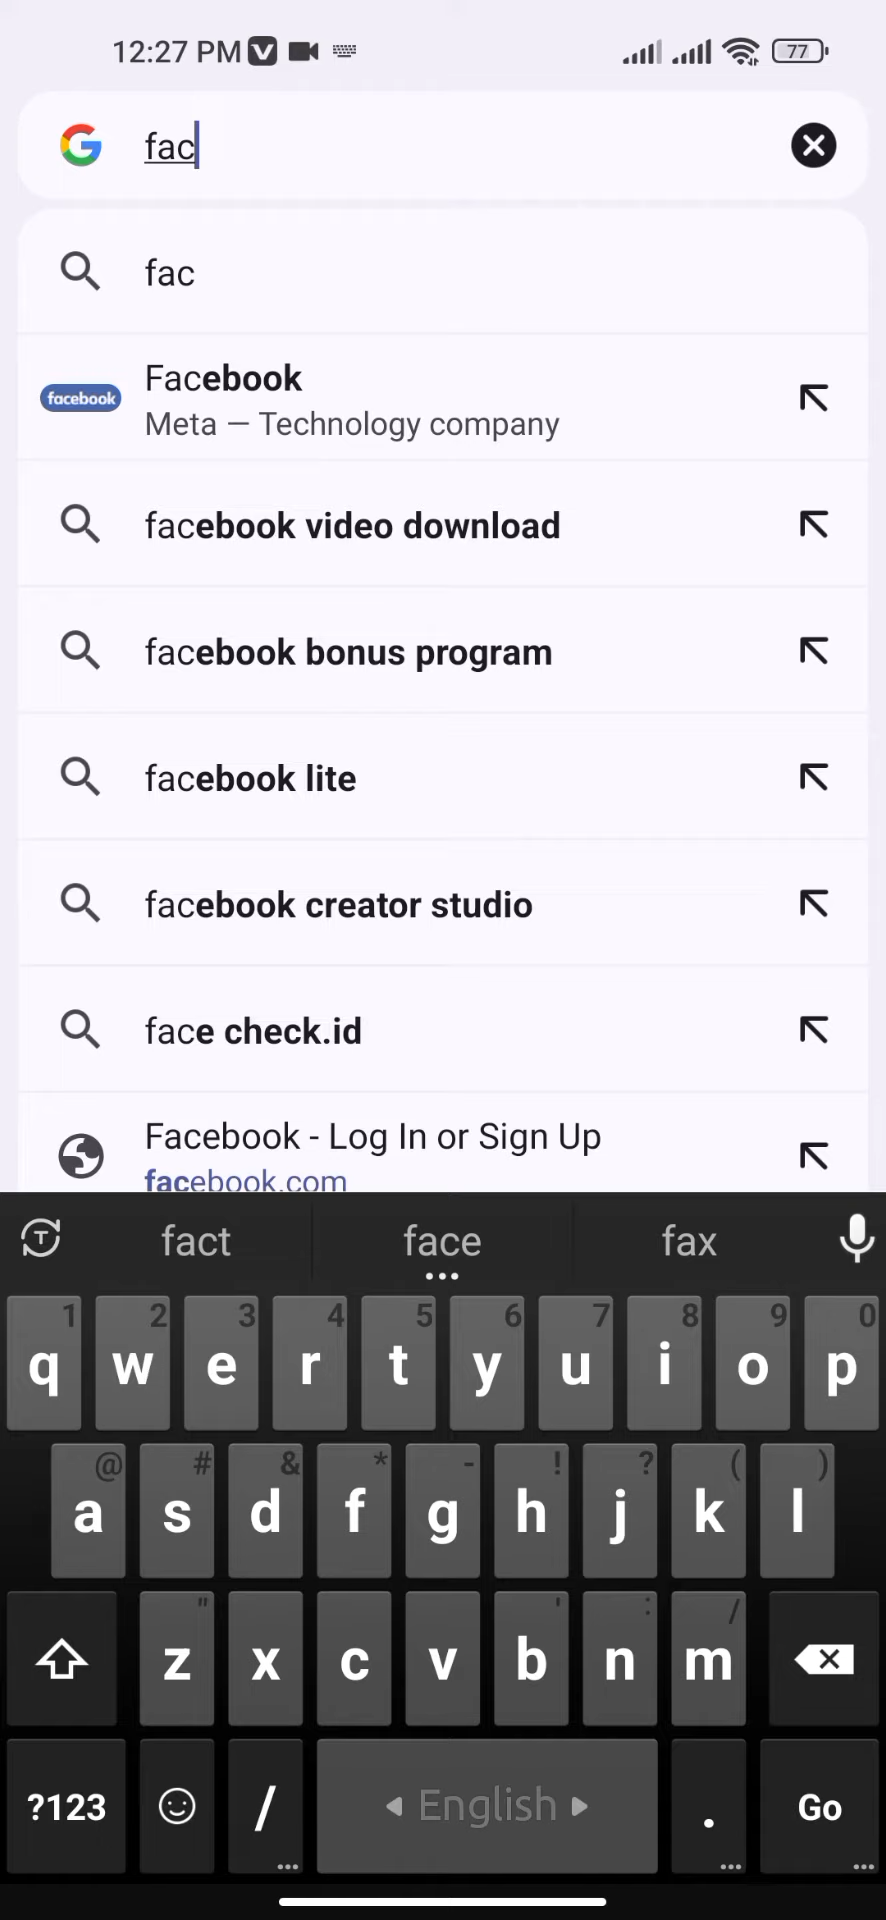 12:27 PM
77
fac
fac
facebook
Facebook
Meta — Technology company
facebook video download
facebook bonus program
facebook lite
facebook creator studio
face check.id
Facebook - Log In or Sign Up
facebook.com
fact face fax
1 2 3 4 5 6 7 8 9 0
q w e r t y u i o p
@ # & * - ! ? ( )
a s d f g h j k l
" ' : /
z x c v b n m
?123 / English . Go